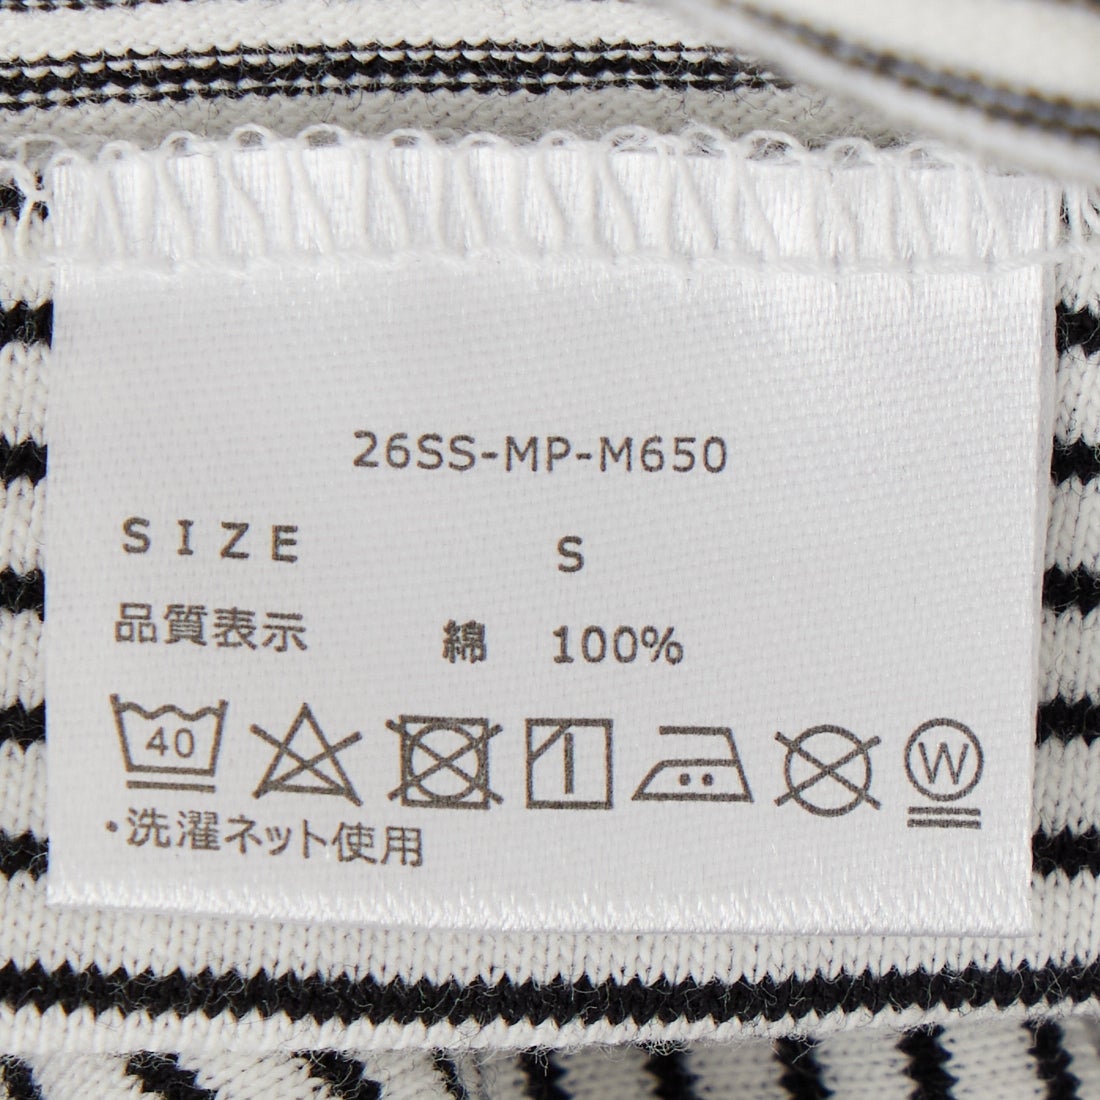 26SS-MP-M650
SIZE S
品質表示 綿 100%
40 W
・洗濯ネット使用